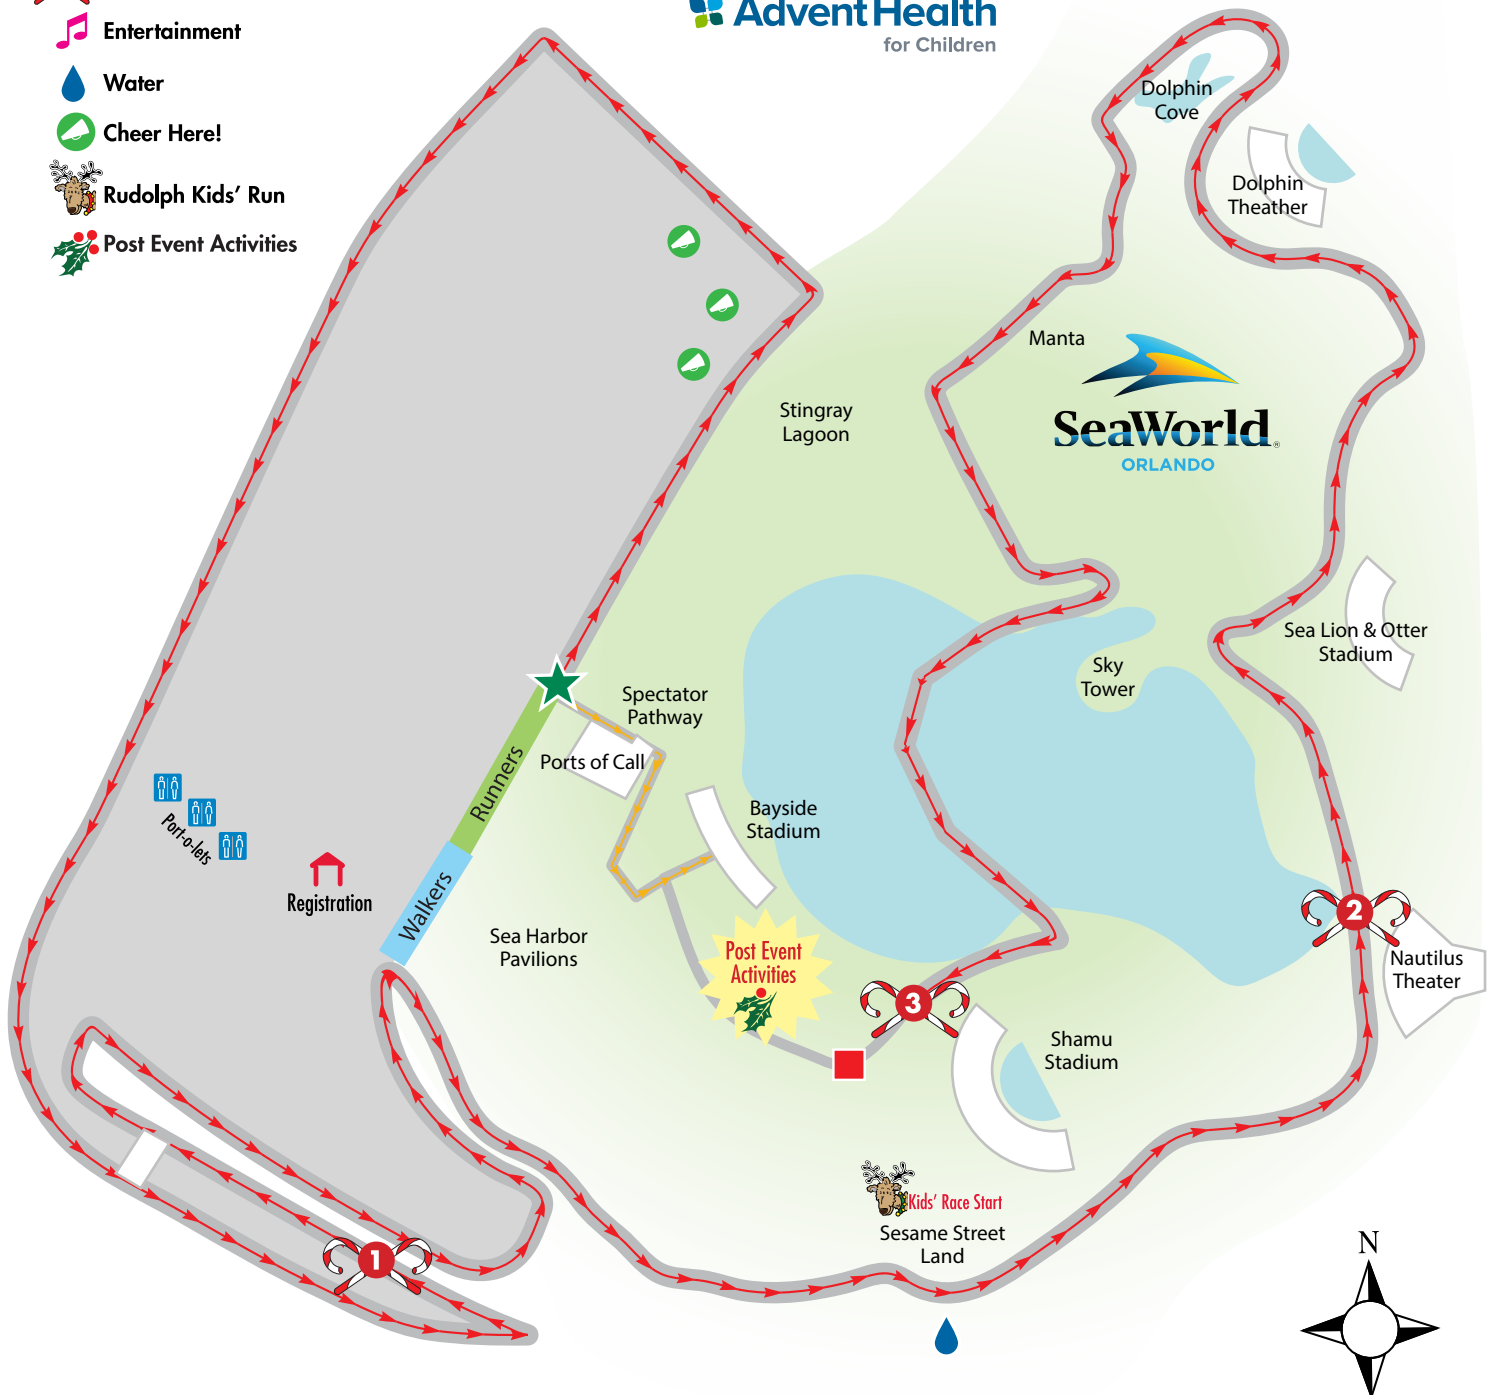 AdventHealth
for Children
Entertainment
Water
Cheer Here!
Rudolph Kids' Run
Post Event Activities
Dolphin
Cove
Dolphin
Theather
Manta
SeaWorld®
ORLANDO
Stingray
Lagoon
Sea Lion & Otter
Stadium
Sky
Tower
Spectator
Pathway
Ports of Call
Runners
Bayside
Stadium
Port-o-lets
Registration
Walkers
Sea Harbor
Pavilions
Post Event
Activities
2
Nautilus
Theater
3
Shamu
Stadium
Kids' Race Start
Sesame Street
Land
1
N